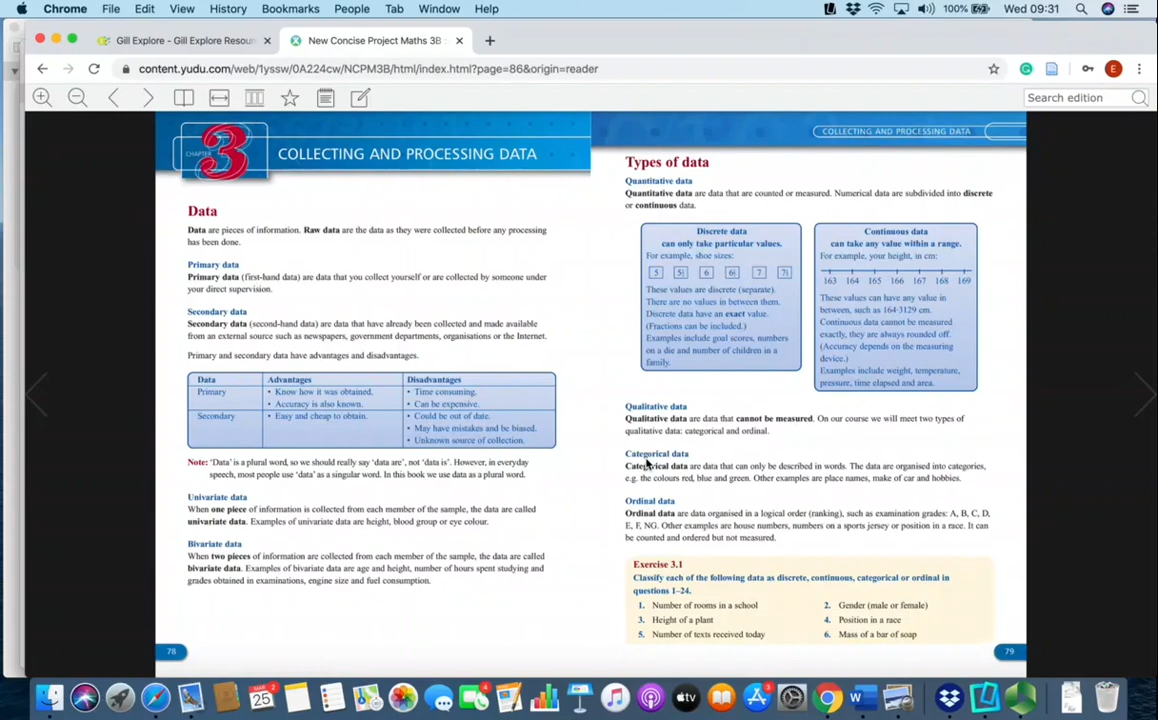 Chrome File Edit View History Bookmarks People Tab Window Help 100% Wed 09:31
Gill Explore - Gill Explore Resour
New Concise Project Maths 3B
content.yudu.com/web/1yssw/0A224cw/NCPM3B/html/index.html?page=86&origin=reader
E
Search edition
CHAPTER 3 COLLECTING AND PROCESSING DATA
Data
Data are pieces of information. Raw data are the data as they were collected before any processing
has been done.
Primary data
Primary data (first-hand data) are data that you collect yourself or are collected by someone under
your direct supervision.
Secondary data
Secondary data (second-hand data) are data that have already been collected and made available
from an external source such as newspapers, government departments, organisations or the Internet.
Primary and secondary data have advantages and disadvantages.
Data Advantages Disadvantages
Primary • Know how it was obtained. • Time consuming.
• Accuracy is also known. • Can be expensive.
Secondary • Easy and cheap to obtain. • Could be out of date.
• May have mistakes and be biased.
• Unknown source of collection.
Note: 'Data' is a plural word, so we should really say 'data are', not 'data is'. However, in everyday
speech, most people use 'data' as a singular word. In this book we use data as a plural word.
Univariate data
When one piece of information is collected from each member of the sample, the data are called
univariate data. Examples of univariate data are height, blood group or eye colour.
Bivariate data
When two pieces of information are collected from each member of the sample, the data are called
bivariate data. Examples of bivariate data are age and height, number of hours spent studying and
grades obtained in examinations, engine size and fuel consumption.
78
COLLECTING AND PROCESSING DATA
Types of data
Quantitative data
Quantitative data are data that are counted or measured. Numerical data are subdivided into discrete
or continuous data.
Discrete data
can only take particular values.
For example, shoe sizes:
5 5½ 6 6½ 7 7½
These values are discrete (separate).
There are no values in between them.
Discrete data have an exact value.
(Fractions can be included.)
Examples include goal scores, numbers
on a die and number of children in a
family.
Continuous data
can take any value within a range.
For example, your height, in cm:
163 164 165 166 167 168 169
These values can have any value in
between, such as 164·3129 cm.
Continuous data cannot be measured
exactly, they are always rounded off.
(Accuracy depends on the measuring
device.)
Examples include weight, temperature,
pressure, time elapsed and area.
Qualitative data
Qualitative data are data that cannot be measured. On our course we will meet two types of
qualitative data: categorical and ordinal.
Categorical data
Categorical data are data that can only be described in words. The data are organised into categories,
e.g. the colours red, blue and green. Other examples are place names, make of car and hobbies.
Ordinal data
Ordinal data are data organised in a logical order (ranking), such as examination grades: A, B, C, D,
E, F, NG. Other examples are house numbers, numbers on a sports jersey or position in a race. It can
be counted and ordered but not measured.
Exercise 3.1
Classify each of the following data as discrete, continuous, categorical or ordinal in
questions 1–24.
1. Number of rooms in a school 2. Gender (male or female)
3. Height of a plant 4. Position in a race
5. Number of texts received today 6. Mass of a bar of soap
79
MAR 25 2
4
tv
3
W